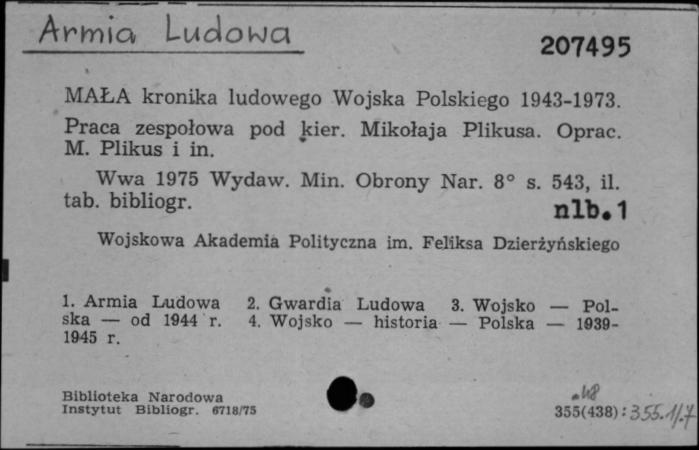 Armia Ludowa
207495
MAŁA kronika ludowego Wojska Polskiego 1943-1973.
Praca zespołowa pod kier. Mikołaja Plikusa. Oprac.
M. Plikus i in.
Wwa 1975 Wydaw. Min. Obrony Nar. 8° s. 543, il.
tab. bibliogr.
nlb.1
Wojskowa Akademia Polityczna im. Feliksa Dzierżyńskiego
1. Armia Ludowa 2. Gwardia Ludowa 3. Wojsko — Pol-
ska — od 1944 r. 4. Wojsko — historia — Polska — 1939-
1945 r.
Biblioteka Narodowa
Instytut Bibliogr. 6718/75
355(438):355.1/.7